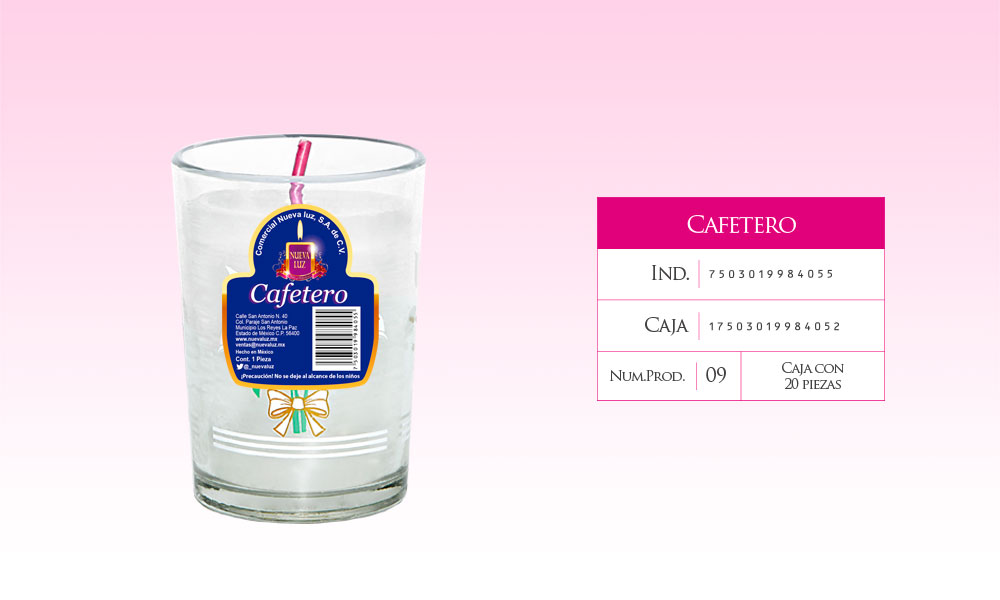 Comercial Nueva luz, S.A. de C.V.
NUEVA
LUZ
Cafetero
Calle San Antonio N. 40
Col. Paraje San Antonio
Municipio Los Reyes La Paz
Estado de México C.P. 56400
www.nuevaluz.mx
ventas@nuevaluz.mx
Hecho en México
Cont. 1 Pieza
@_nuevaluz
7503019984055
¡Precaución! No se deje al alcance de los niños
CAFETERO
IND. 7503019984055
CAJA 17503019984052
NUM.PROD. 09
CAJA CON
20 PIEZAS